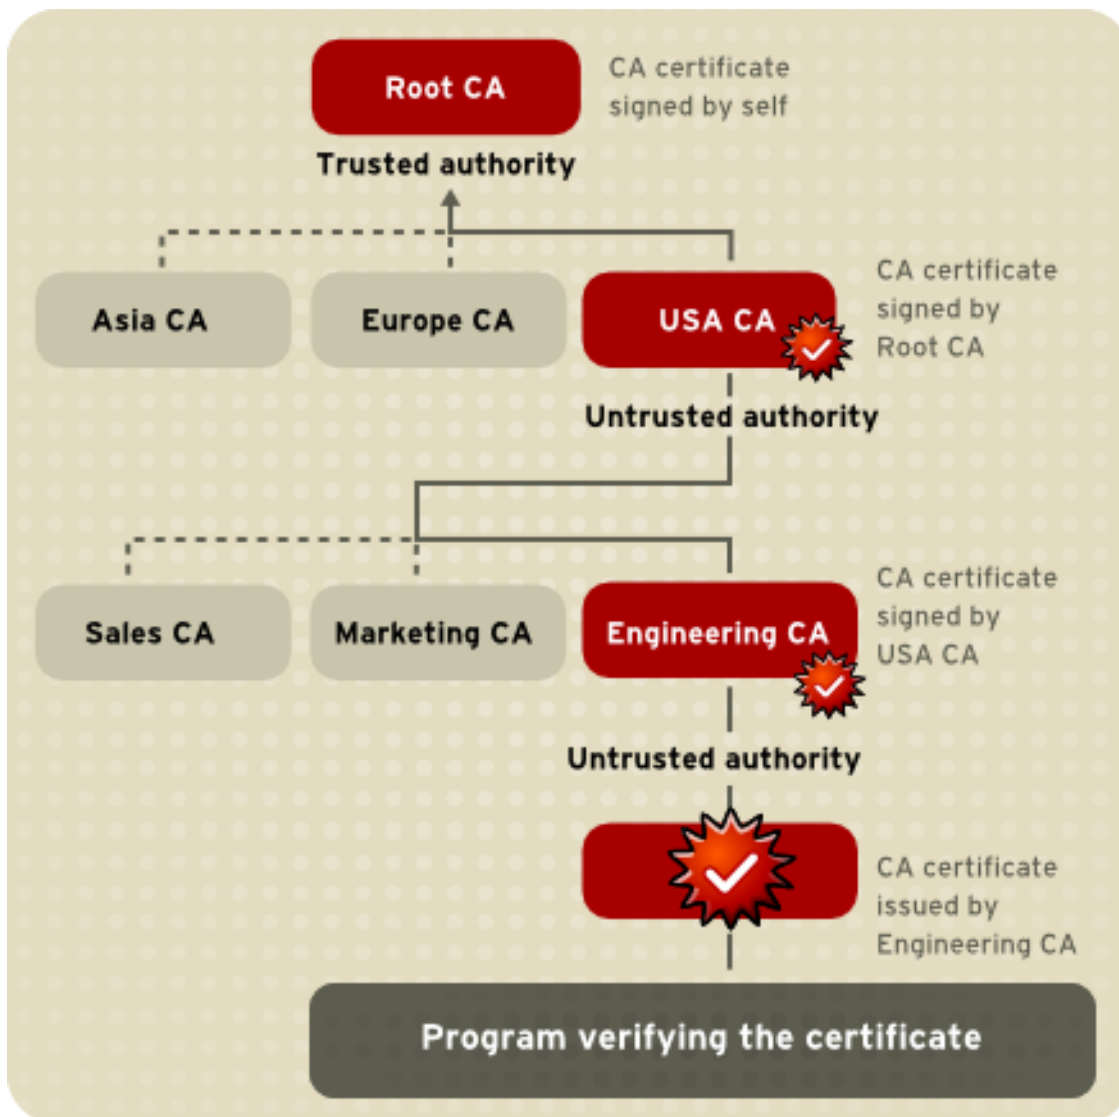 Root CA
CA certificate
signed by self
Trusted authority
Asia CA
Europe CA
USA CA
CA certificate
signed by
Root CA
Untrusted authority
Sales CA
Marketing CA
Engineering CA
CA certificate
signed by
USA CA
Untrusted authority
CA certificate
issued by
Engineering CA
Program verifying the certificate